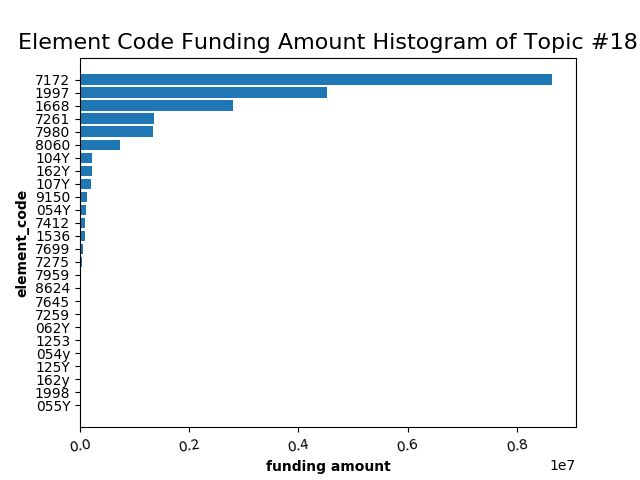 Element Code Funding Amount Histogram of Topic #18
7172
1997
1668
7261
7980
8060
104Y
162Y
107Y
9150
054Y
7412
1536
7699
7275
7959
8624
7645
7259
062Y
1253
054y
125Y
162y
1998
055Y
element_code
0.0 0.2 0.4 0.6 0.8
1e7
funding amount